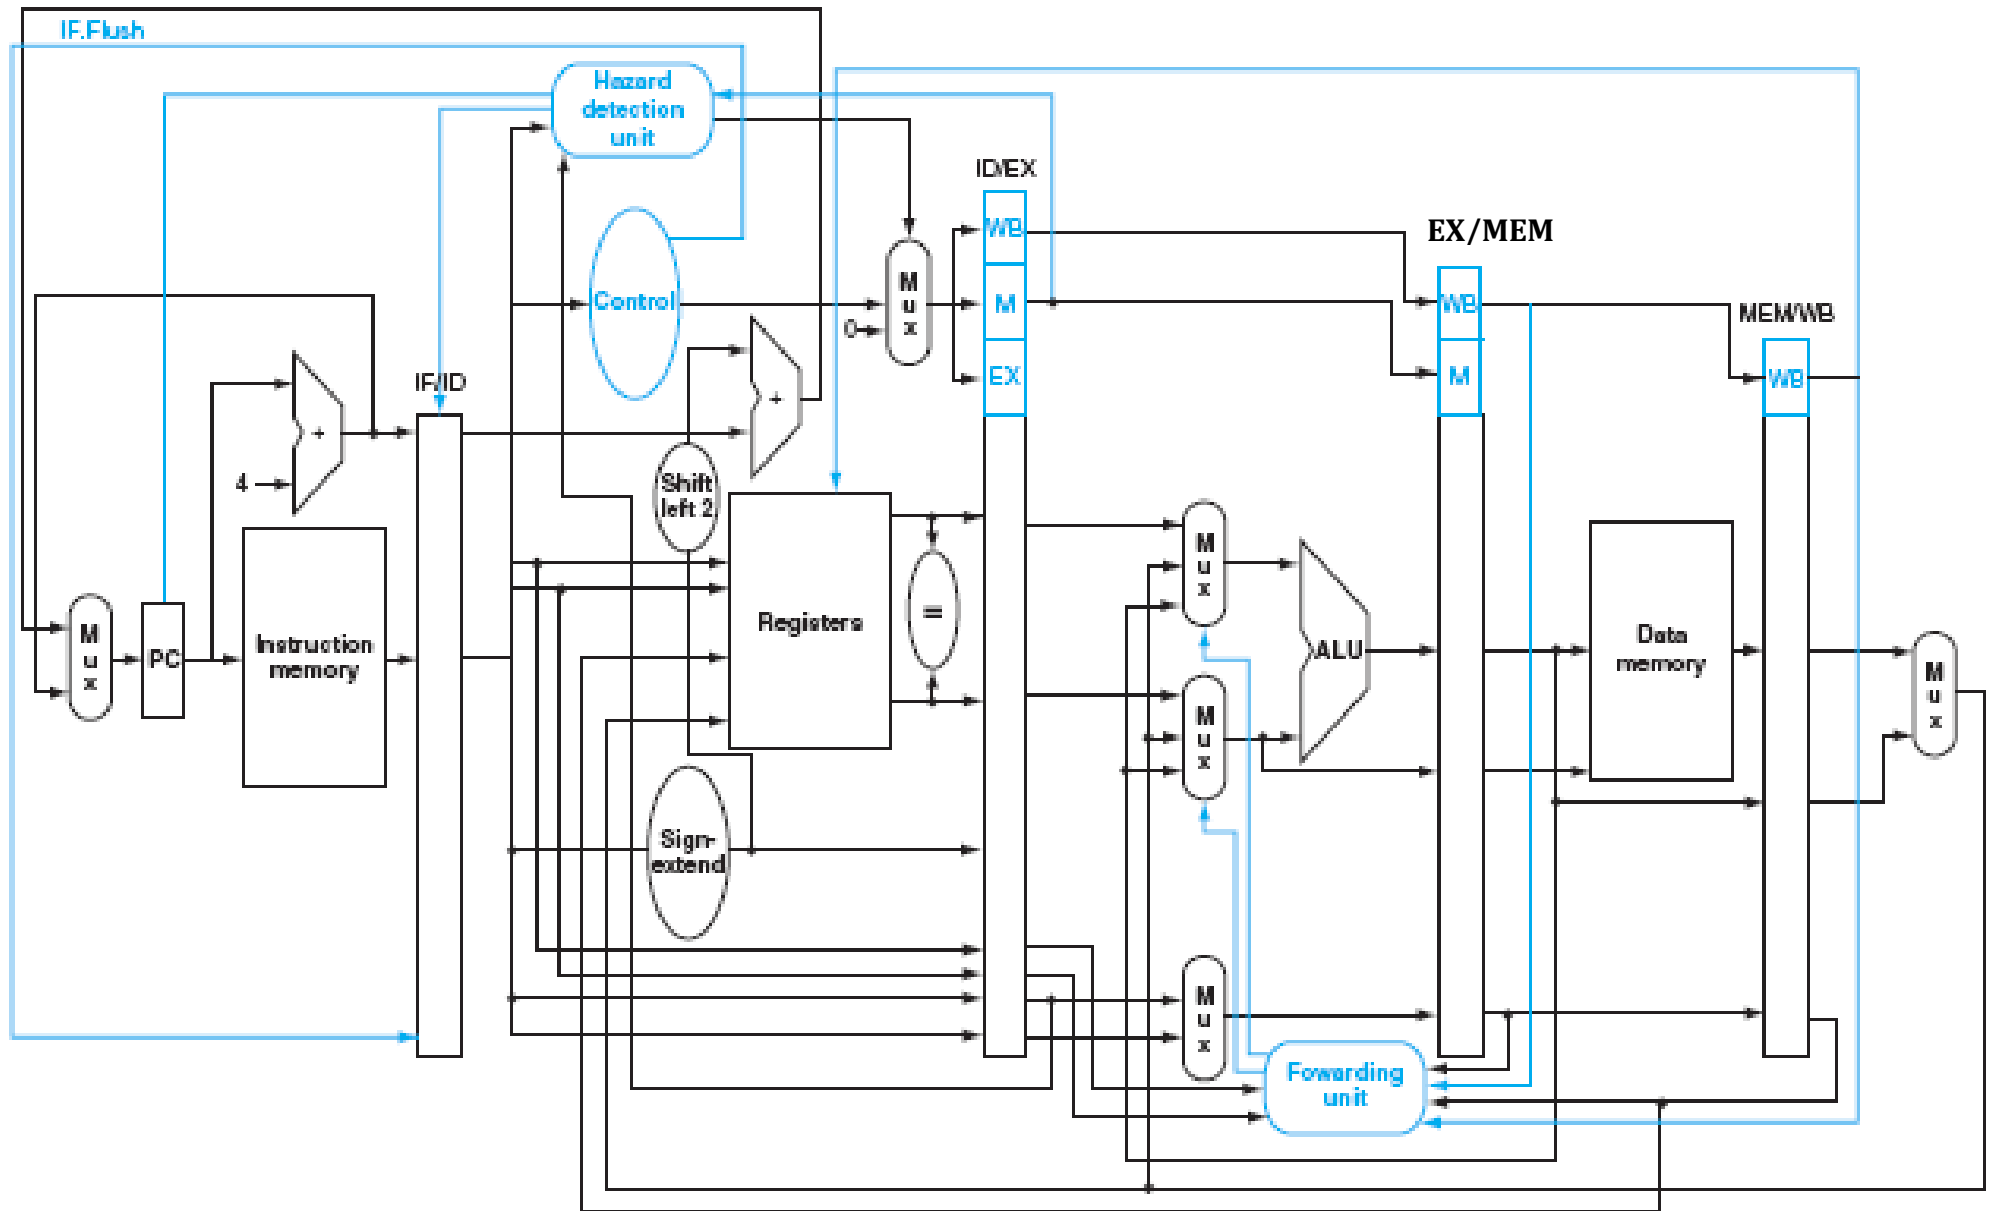 IF.Flush
Hazard
detection
unit
ID/EX
WB
M
EX
EX/MEM
WB
M
MEM/WB
WB
Control
M
u
x
0
+
IF/ID
+
4
Shift
left 2
M
u
x
PC
Instruction
memory
Registers
=
M
u
x
M
u
x
ALU
Data
memory
M
u
x
Sign-
extend
M
u
x
Fowarding
unit